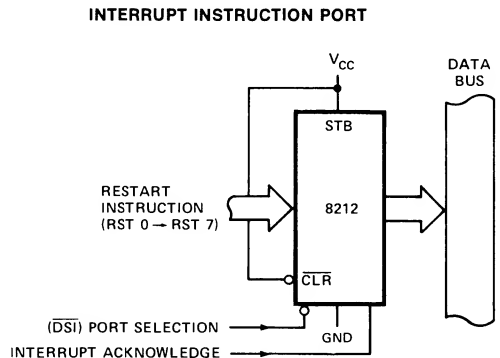 INTERRUPT INSTRUCTION PORT
VCC
DATA
BUS
STB
RESTART
INSTRUCTION
(RST 0 → RST 7)
8212
CLR
(DSI) PORT SELECTION
GND
INTERRUPT ACKNOWLEDGE